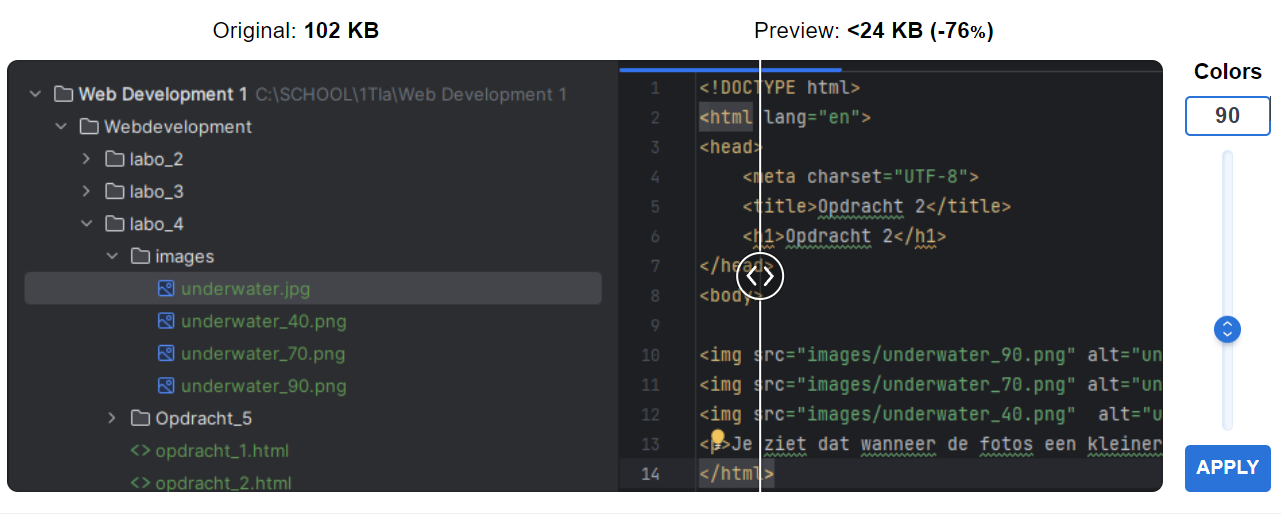 Original: 102 KB
Preview: <24 KB (-76%)
Colors
90
APPLY
Web Development 1 C:\SCHOOL\1TIa\Web Development 1
Webdevelopment
labo_2
labo_3
labo_4
images
underwater.jpg
underwater_40.png
underwater_70.png
underwater_90.png
Opdracht_5
<> opdracht_1.html
<> opdracht_2.html
1 <!DOCTYPE html>
2 <html lang="en">
3 <head>
4 <meta charset="UTF-8">
5 <title>Opdracht 2</title>
6 <h1>Opdracht 2</h1>
7 </head>
8 <body>
9
10 <img src="images/underwater_90.png" alt="un
11 <img src="images/underwater_70.png" alt="un
12 <img src="images/underwater_40.png" alt="u
13 <p>Je ziet dat wanneer de fotos een kleiner
14 </html>